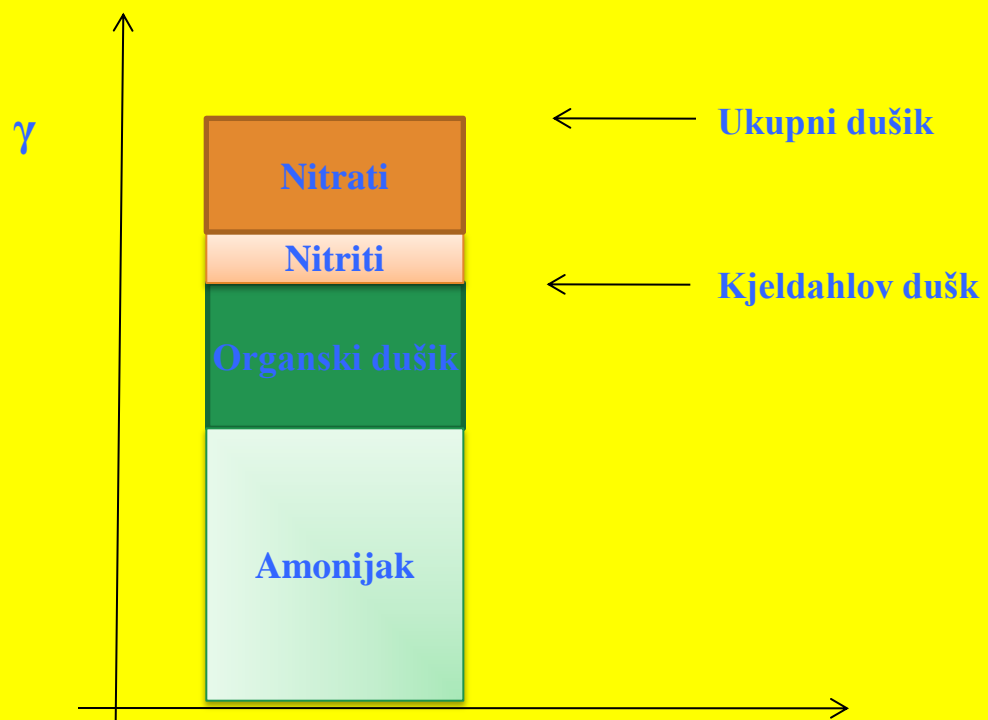 γ
Ukupni dušik
Nitrati
Nitriti
Kjeldahlov dušk
Organski dušik
Amonijak